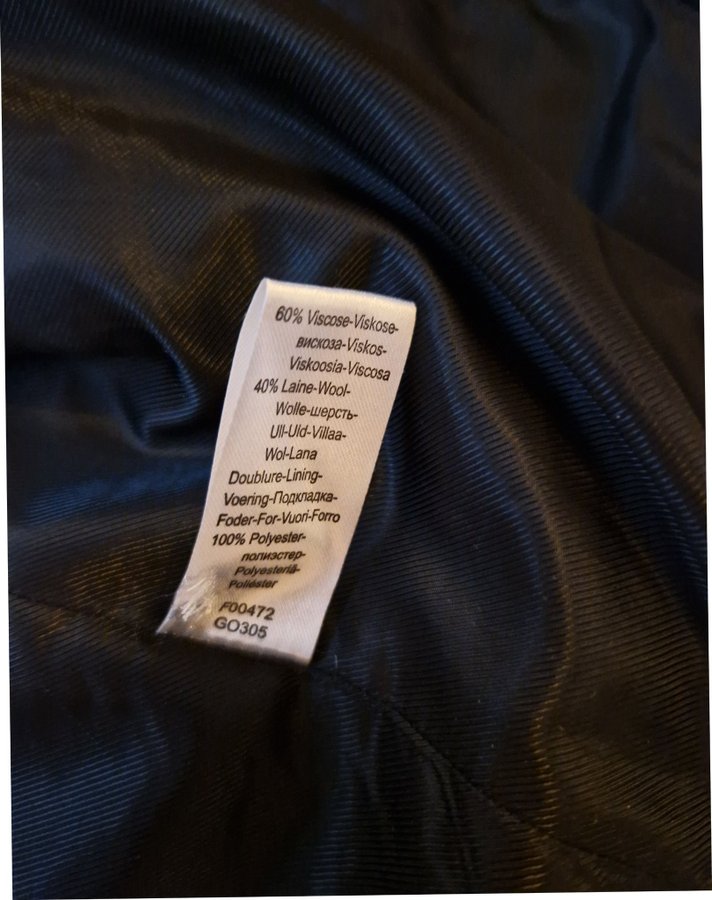 60% Viscose-Viskose-
вискоза-Viskos-
Viskoosia-Viscosa
40% Laine-Wool-
Wolle-шерсть-
Ull-Uld-Villaa-
Wol-Lana
Doublure-Lining-
Voering-Подкладка-
Foder-For-Vuori-Forro
100% Polyester-
полиэстер-
Polyesteriä-
Poliéster
F00472
GO305